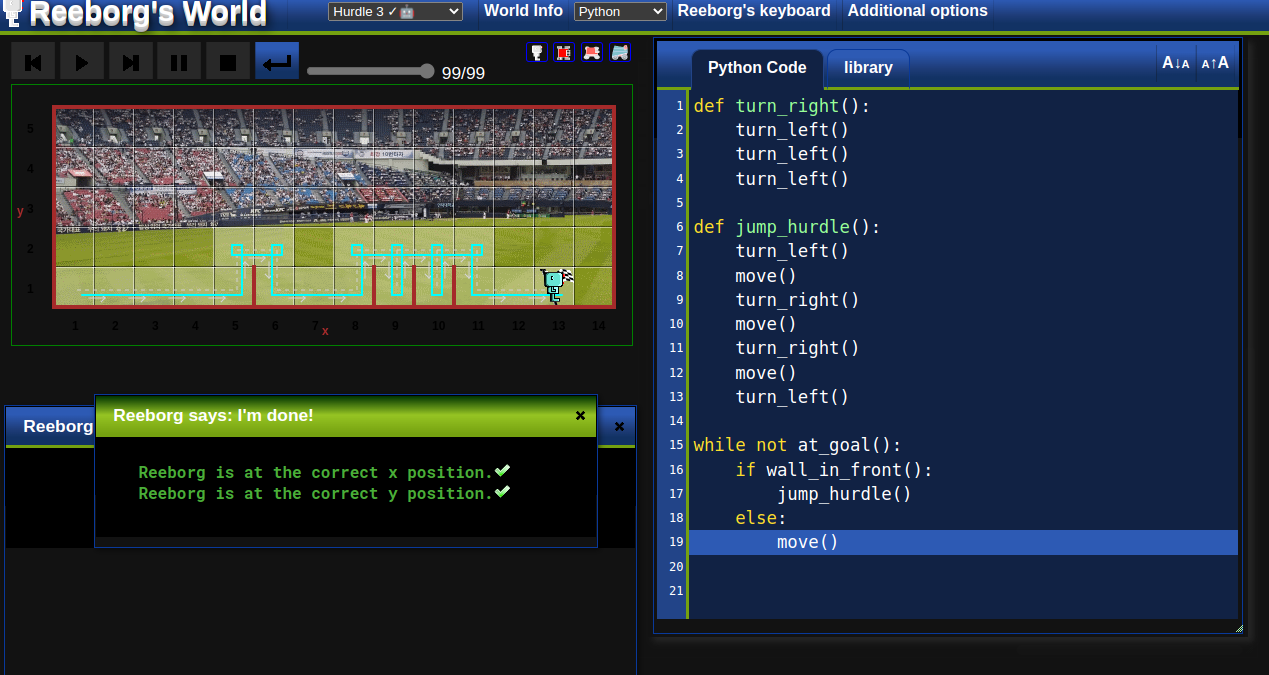 Reeborg's World
Hurdle 3 ✓🤖
World Info
Python
Reeborg's keyboard
Additional options
99/99
5
4
y 3
2
1
1 2 3 4 5 6 7 8 9 10 11 12 13 14
x
Reeborg
Reeborg says: I'm done!
×
×
Reeborg is at the correct x position.✔
Reeborg is at the correct y position.✔
Python Code
library
A↓A
A↑A
1 def turn_right():
2     turn_left()
3     turn_left()
4     turn_left()
5
6 def jump_hurdle():
7     turn_left()
8     move()
9     turn_right()
10     move()
11     turn_right()
12     move()
13     turn_left()
14
15 while not at_goal():
16     if wall_in_front():
17         jump_hurdle()
18     else:
19         move()
20
21